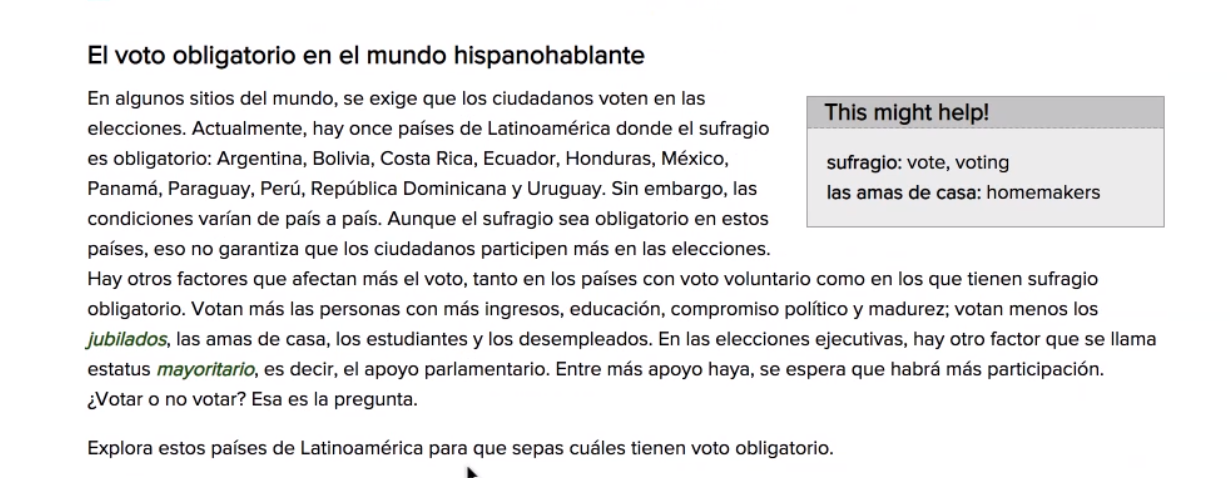 El voto obligatorio en el mundo hispanohablante
En algunos sitios del mundo, se exige que los ciudadanos voten en las
elecciones. Actualmente, hay once países de Latinoamérica donde el sufragio
es obligatorio: Argentina, Bolivia, Costa Rica, Ecuador, Honduras, México,
Panamá, Paraguay, Perú, República Dominicana y Uruguay. Sin embargo, las
condiciones varían de país a país. Aunque el sufragio sea obligatorio en estos
países, eso no garantiza que los ciudadanos participen más en las elecciones.
Hay otros factores que afectan más el voto, tanto en los países con voto voluntario como en los que tienen sufragio
obligatorio. Votan más las personas con más ingresos, educación, compromiso político y madurez; votan menos los
jubilados, las amas de casa, los estudiantes y los desempleados. En las elecciones ejecutivas, hay otro factor que se llama
estatus mayoritario, es decir, el apoyo parlamentario. Entre más apoyo haya, se espera que habrá más participación.
¿Votar o no votar? Esa es la pregunta.
Explora estos países de Latinoamérica para que sepas cuáles tienen voto obligatorio.
This might help!
sufragio: vote, voting
las amas de casa: homemakers